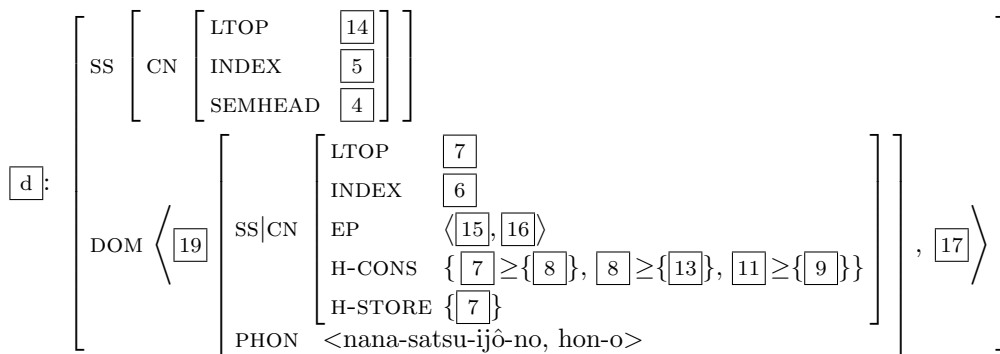 LTOP 14
SS CN INDEX 5
SEMHEAD 4
d:
LTOP 7
INDEX 6
DOM ⟨ 19 SS|CN EP ⟨15, 16⟩ , 17⟩
H-CONS { 7 ≥{ 8 }, 8 ≥{13}, 11 ≥{ 9 }}
H-STORE { 7 }
PHON <nana-satsu-ijô-no, hon-o>